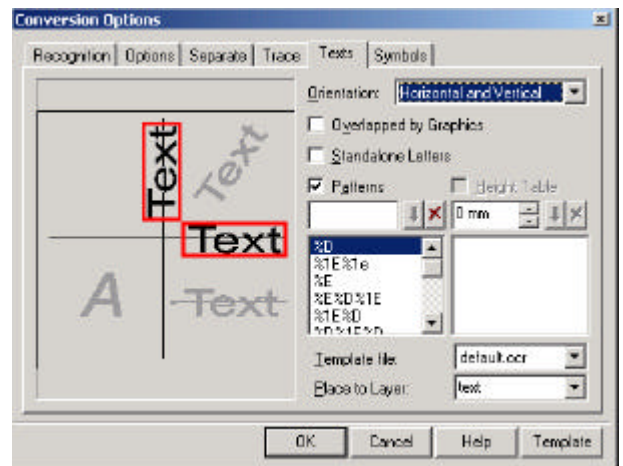 Conversion Options
Recognition Options Separate Trace Texts Symbols
Orientation: Horizontal and Vertical
Overlapped by Graphics
Standalone Letters
Patterns Height Table
0 mm
%D
%1E%1e
%E
%E%D%1E
%1E%D
%D%1E%D
Template file: default.ocr
Place to Layer: text
Text
Text
Text
A
Text
OK Cancel Help Template